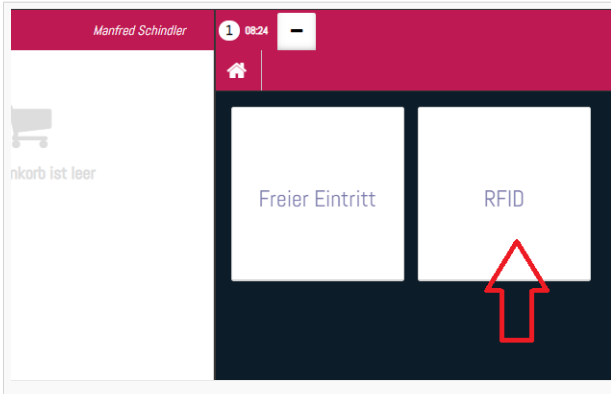 Manfred Schindler
1 08:24
nkorb ist leer
Freier Eintritt
RFID